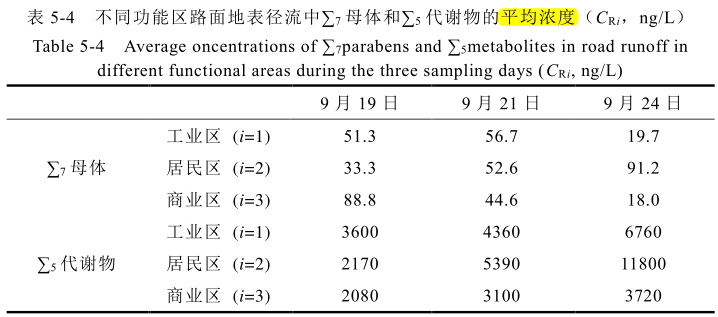 表 5-4 不同功能区路面地表径流中∑7母体和∑5代谢物的平均浓度（CRi，ng/L）
Table 5-4 Average oncentrations of ∑7parabens and ∑5metabolites in road runoff in
different functional areas during the three sampling days (CRi, ng/L)
9 月 19 日 9 月 21 日 9 月 24 日
工业区 (i=1) 51.3 56.7 19.7
∑7母体 居民区 (i=2) 33.3 52.6 91.2
商业区 (i=3) 88.8 44.6 18.0
工业区 (i=1) 3600 4360 6760
∑5代谢物 居民区 (i=2) 2170 5390 11800
商业区 (i=3) 2080 3100 3720